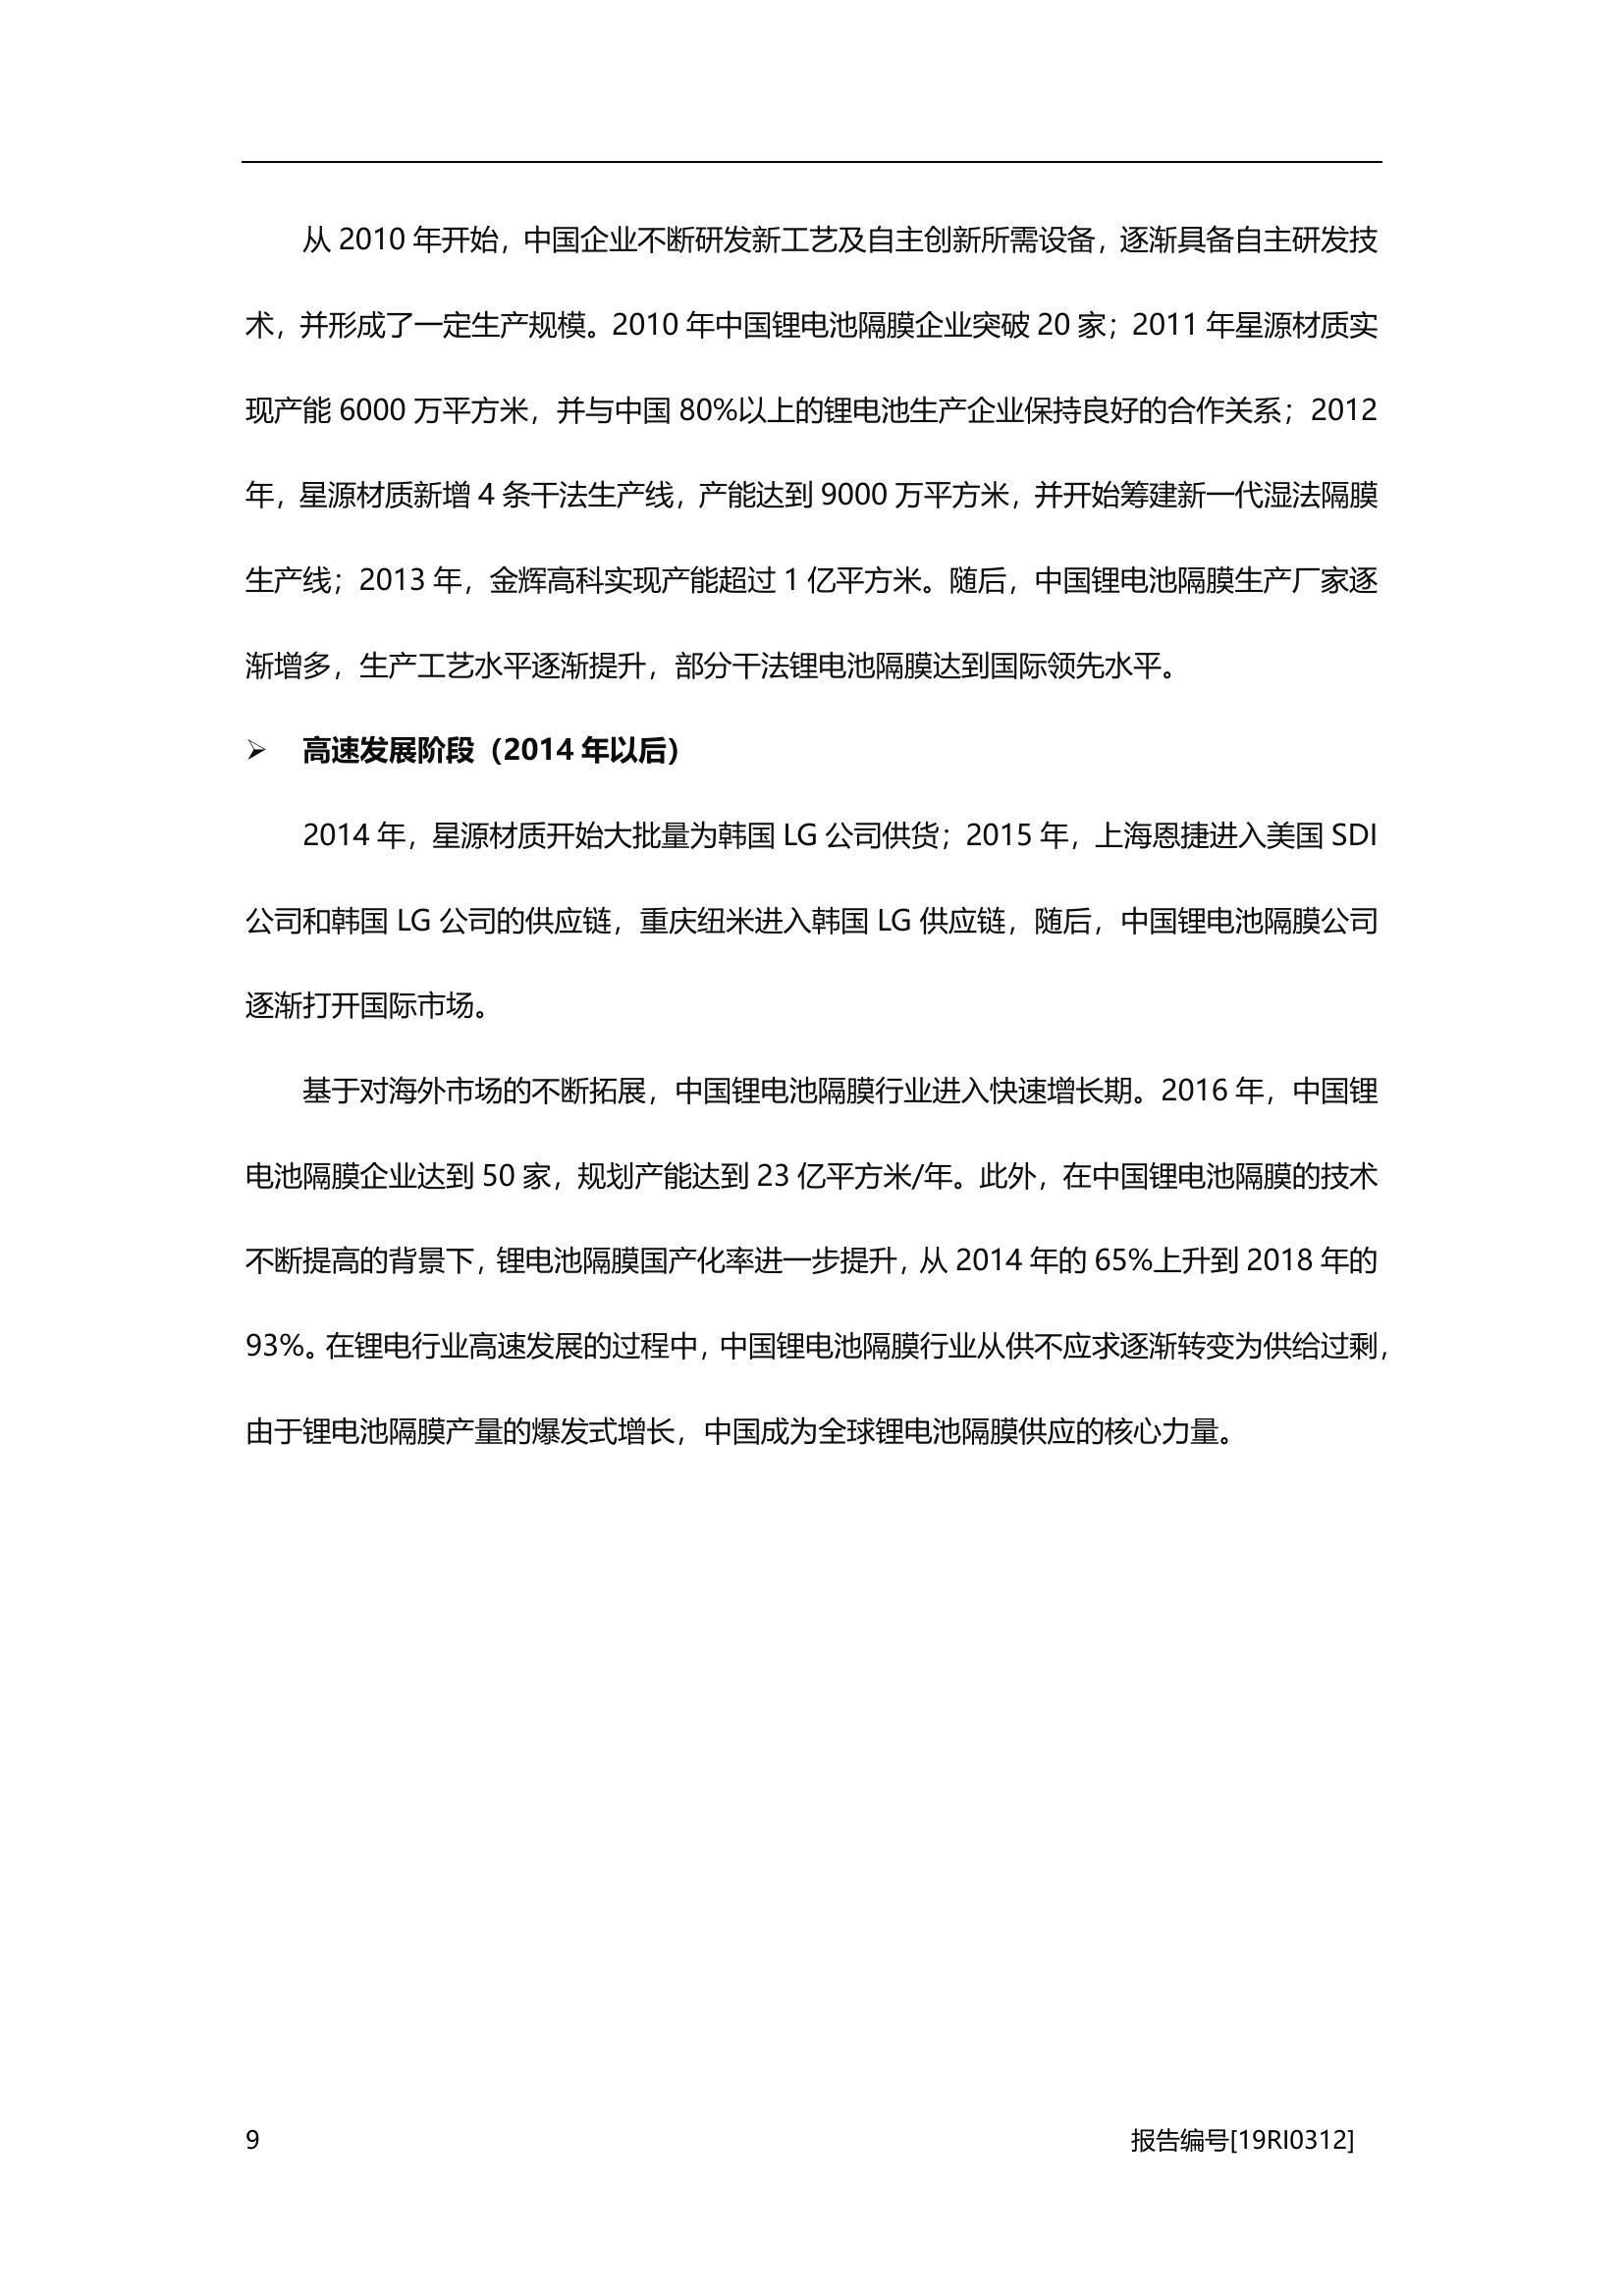 从 2010 年开始，中国企业不断研发新工艺及自主创新所需设备，逐渐具备自主研发技
术，并形成了一定生产规模。2010 年中国锂电池隔膜企业突破 20 家；2011 年星源材质实
现产能 6000 万平方米，并与中国 80%以上的锂电池生产企业保持良好的合作关系；2012
年，星源材质新增 4 条干法生产线，产能达到 9000 万平方米，并开始筹建新一代湿法隔膜
生产线；2013 年，金辉高科实现产能超过 1 亿平方米。随后，中国锂电池隔膜生产厂家逐
渐增多，生产工艺水平逐渐提升，部分干法锂电池隔膜达到国际领先水平。
➢ 高速发展阶段（2014 年以后）
2014 年，星源材质开始大批量为韩国 LG 公司供货；2015 年，上海恩捷进入美国 SDI
公司和韩国 LG 公司的供应链，重庆纽米进入韩国 LG 供应链，随后，中国锂电池隔膜公司
逐渐打开国际市场。
基于对海外市场的不断拓展，中国锂电池隔膜行业进入快速增长期。2016 年，中国锂
电池隔膜企业达到 50 家，规划产能达到 23 亿平方米/年。此外，在中国锂电池隔膜的技术
不断提高的背景下，锂电池隔膜国产化率进一步提升，从 2014 年的 65%上升到 2018 年的
93%。在锂电行业高速发展的过程中，中国锂电池隔膜行业从供不应求逐渐转变为供给过剩，
由于锂电池隔膜产量的爆发式增长，中国成为全球锂电池隔膜供应的核心力量。
9 报告编号[19RI0312]